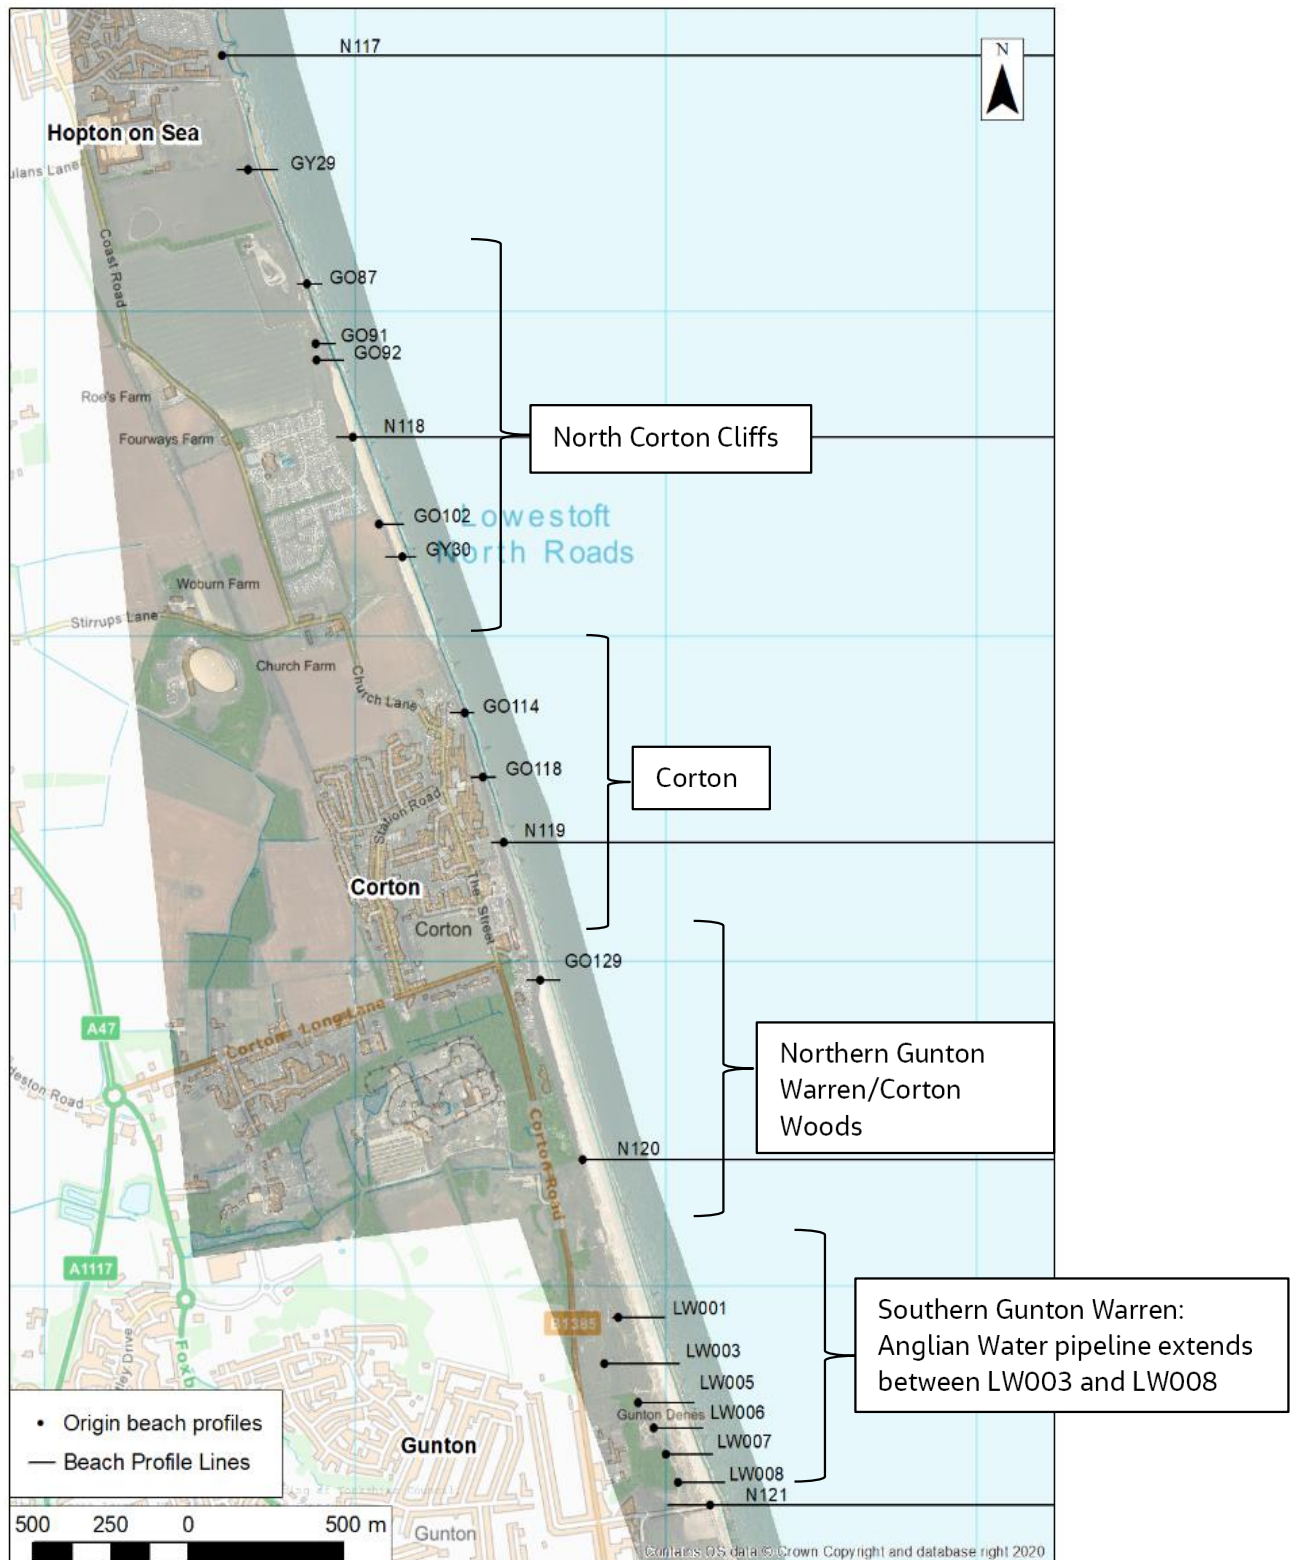 N117
N
Hopton on Sea
ulans Lane
GY29
Coast Road
GO87
GO91
GO92
Roe's Farm
N118
Fourways Farm
North Corton Cliffs
GO102
Lowestoft
North Roads
GY30
Woburn Farm
Stirrups Lane
Church Farm
Church Lane
GO114
GO118
Corton
Station Road
N119
The Street
Corton
Corton
GO129
A47
Corton Long Lane
Northern Gunton
Warren/Corton
Woods
deston Road
Corton Road
N120
A1117
LW001
B1385
Southern Gunton Warren:
Anglian Water pipeline extends
between LW003 and LW008
LW003
tley Drive
Foxb
LW005
Gunton Denes
LW006
Origin beach profiles
Gunton
LW007
Beach Profile Lines
LW008
N121
500 250 0 500 m
Gunton
Contains OS data © Crown Copyright and database right 2020